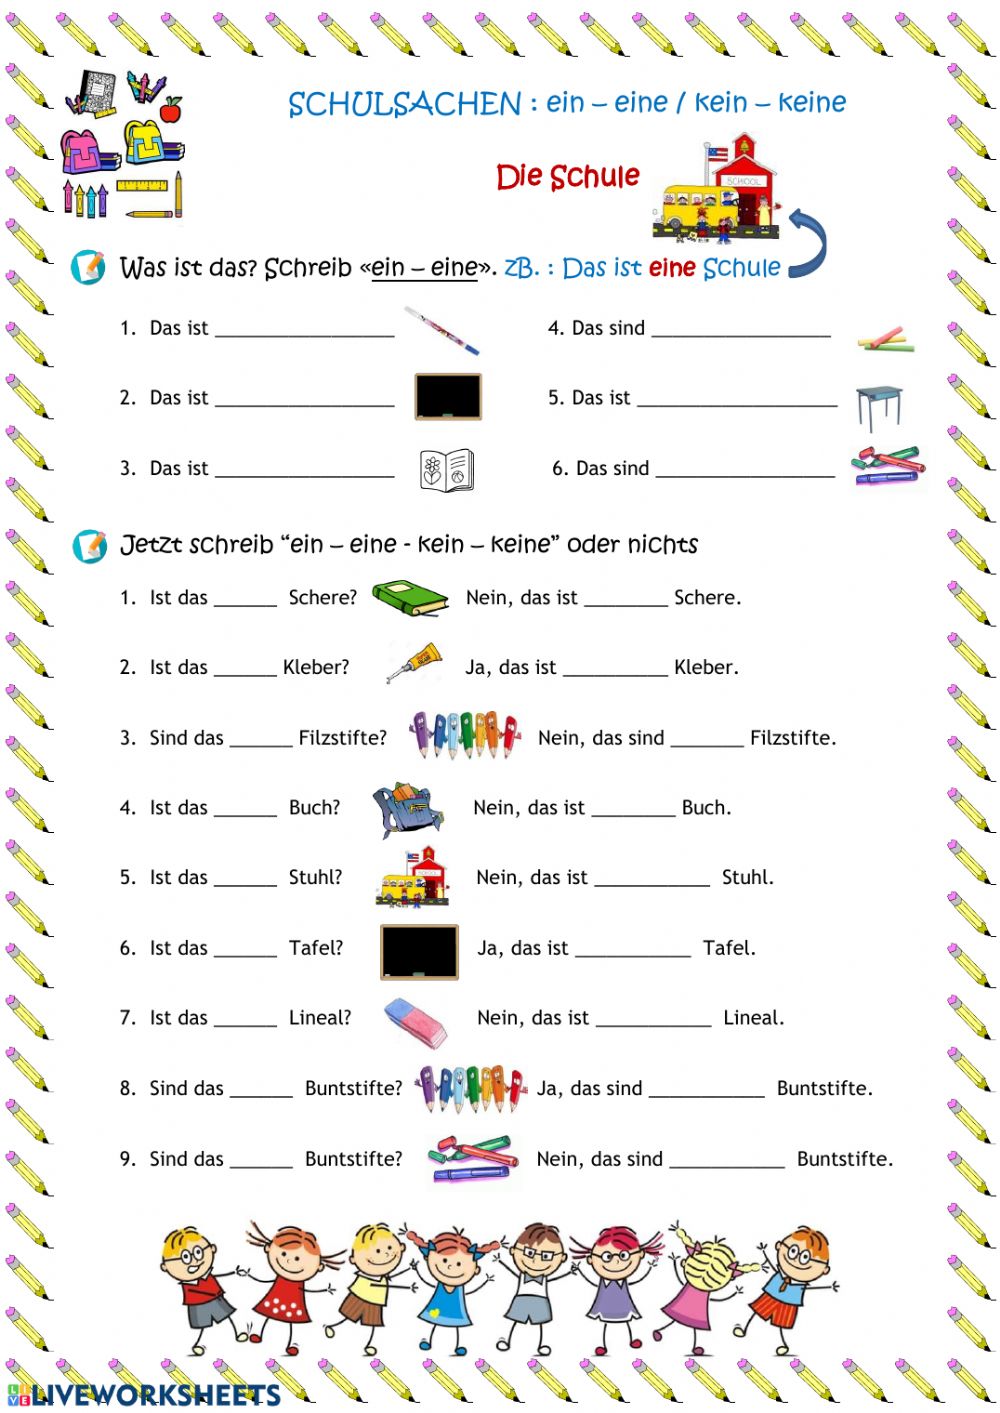 SCHULSACHEN : ein – eine / kein – keine
Die Schule
SCHOOL
Was ist das? Schreib «ein – eine». zB. : Das ist eine Schule
1. Das ist _________________ 4. Das sind _________________
2. Das ist _________________ 5. Das ist ___________________
3. Das ist _________________ 6. Das sind _________________
Jetzt schreib “ein – eine - kein – keine” oder nichts
1. Ist das ______ Schere? Nein, das ist ________ Schere.
2. Ist das ______ Kleber? Ja, das ist __________ Kleber.
3. Sind das ______ Filzstifte? Nein, das sind _______ Filzstifte.
4. Ist das ______ Buch? Nein, das ist ________ Buch.
5. Ist das ______ Stuhl? Nein, das ist ___________ Stuhl.
6. Ist das ______ Tafel? Ja, das ist ___________ Tafel.
7. Ist das ______ Lineal? Nein, das ist ___________ Lineal.
8. Sind das ______ Buntstifte? Ja, das sind ___________ Buntstifte.
9. Sind das ______ Buntstifte? Nein, das sind ___________ Buntstifte.
LIVE LIVEWORKSHEETS